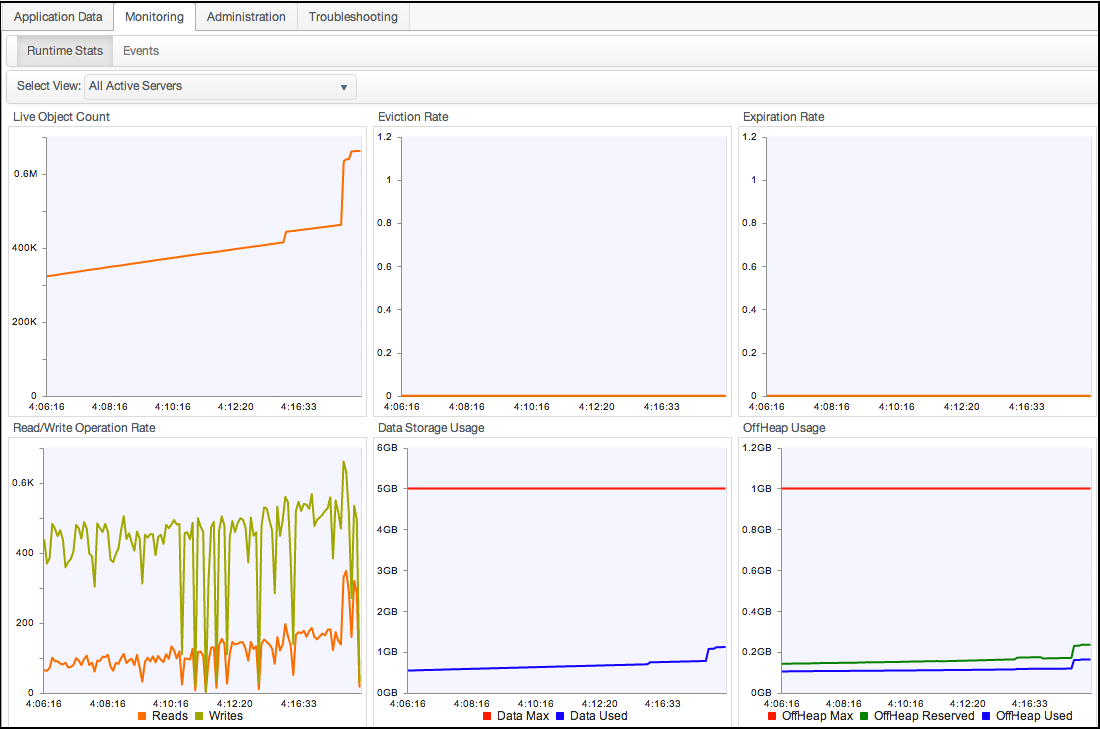 Application Data Monitoring Administration Troubleshooting
Runtime Stats Events
Select View: All Active Servers
Live Object Count
0.6M
400K
200K
0
4:06:16 4:08:16 4:10:16 4:12:20 4:16:33
Eviction Rate
1.2
1
0.8
0.6
0.4
0.2
0
4:06:16 4:08:16 4:10:16 4:12:20 4:16:33
Expiration Rate
1.2
1
0.8
0.6
0.4
0.2
0
4:06:16 4:08:16 4:10:16 4:12:20 4:16:33
Read/Write Operation Rate
0.6K
400
200
0
4:06:16 4:08:16 4:10:16 4:12:20 4:16:33
Reads Writes
Data Storage Usage
6GB
5GB
4GB
3GB
2GB
1GB
0GB
4:06:16 4:08:16 4:10:16 4:12:20 4:16:33
Data Max Data Used
OffHeap Usage
1.2GB
1GB
0.8GB
0.6GB
0.4GB
0.2GB
0GB
4:06:16 4:08:16 4:10:16 4:12:20 4:16:33
OffHeap Max OffHeap Reserved OffHeap Used